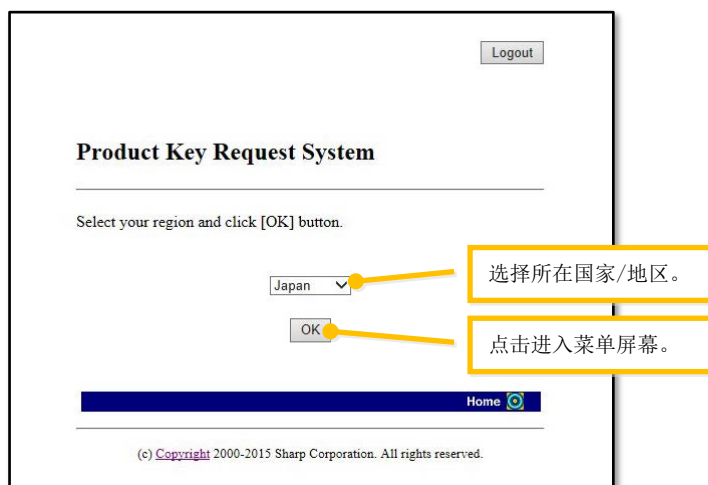 Logout
Product Key Request System
Select your region and click [OK] button.
选择所在国家/地区。
Japan
OK
点击进入菜单屏幕。
Home
(c) Copyright 2000-2015 Sharp Corporation. All rights reserved.